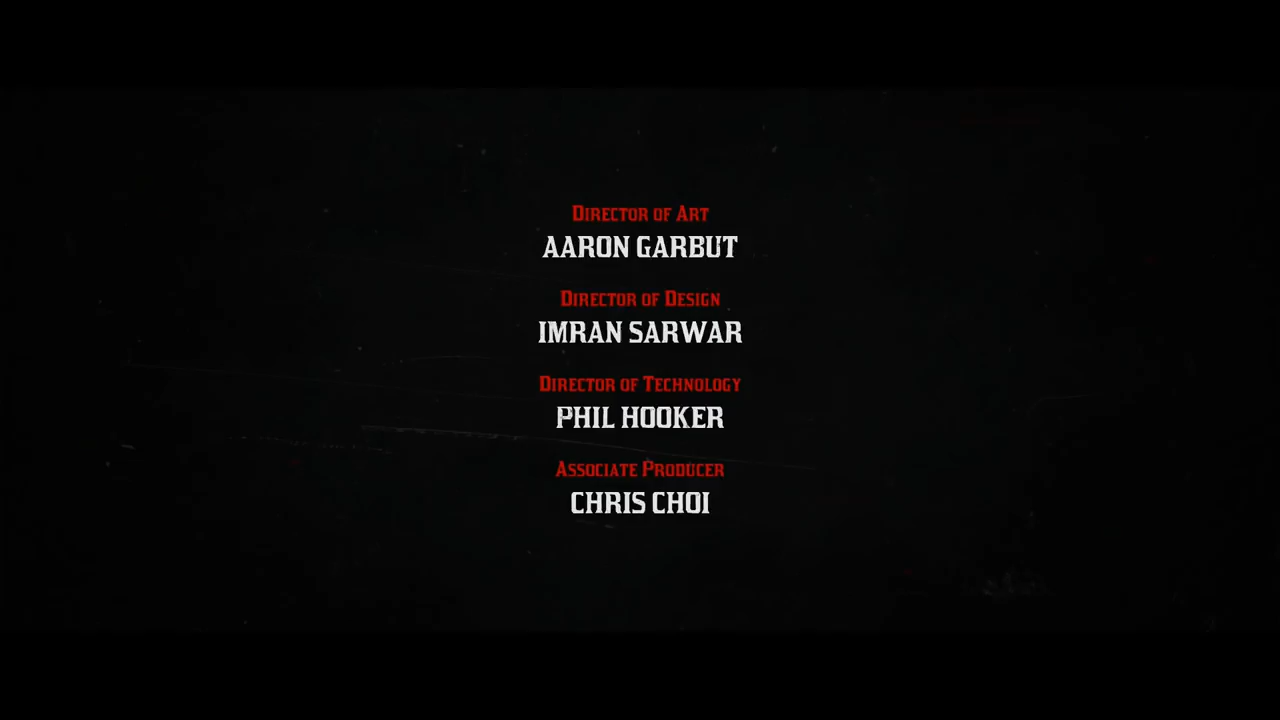 Director of Art
AARON GARBUT
Director of Design
IMRAN SARWAR
Director of Technology
PHIL HOOKER
Associate Producer
CHRIS CHOI